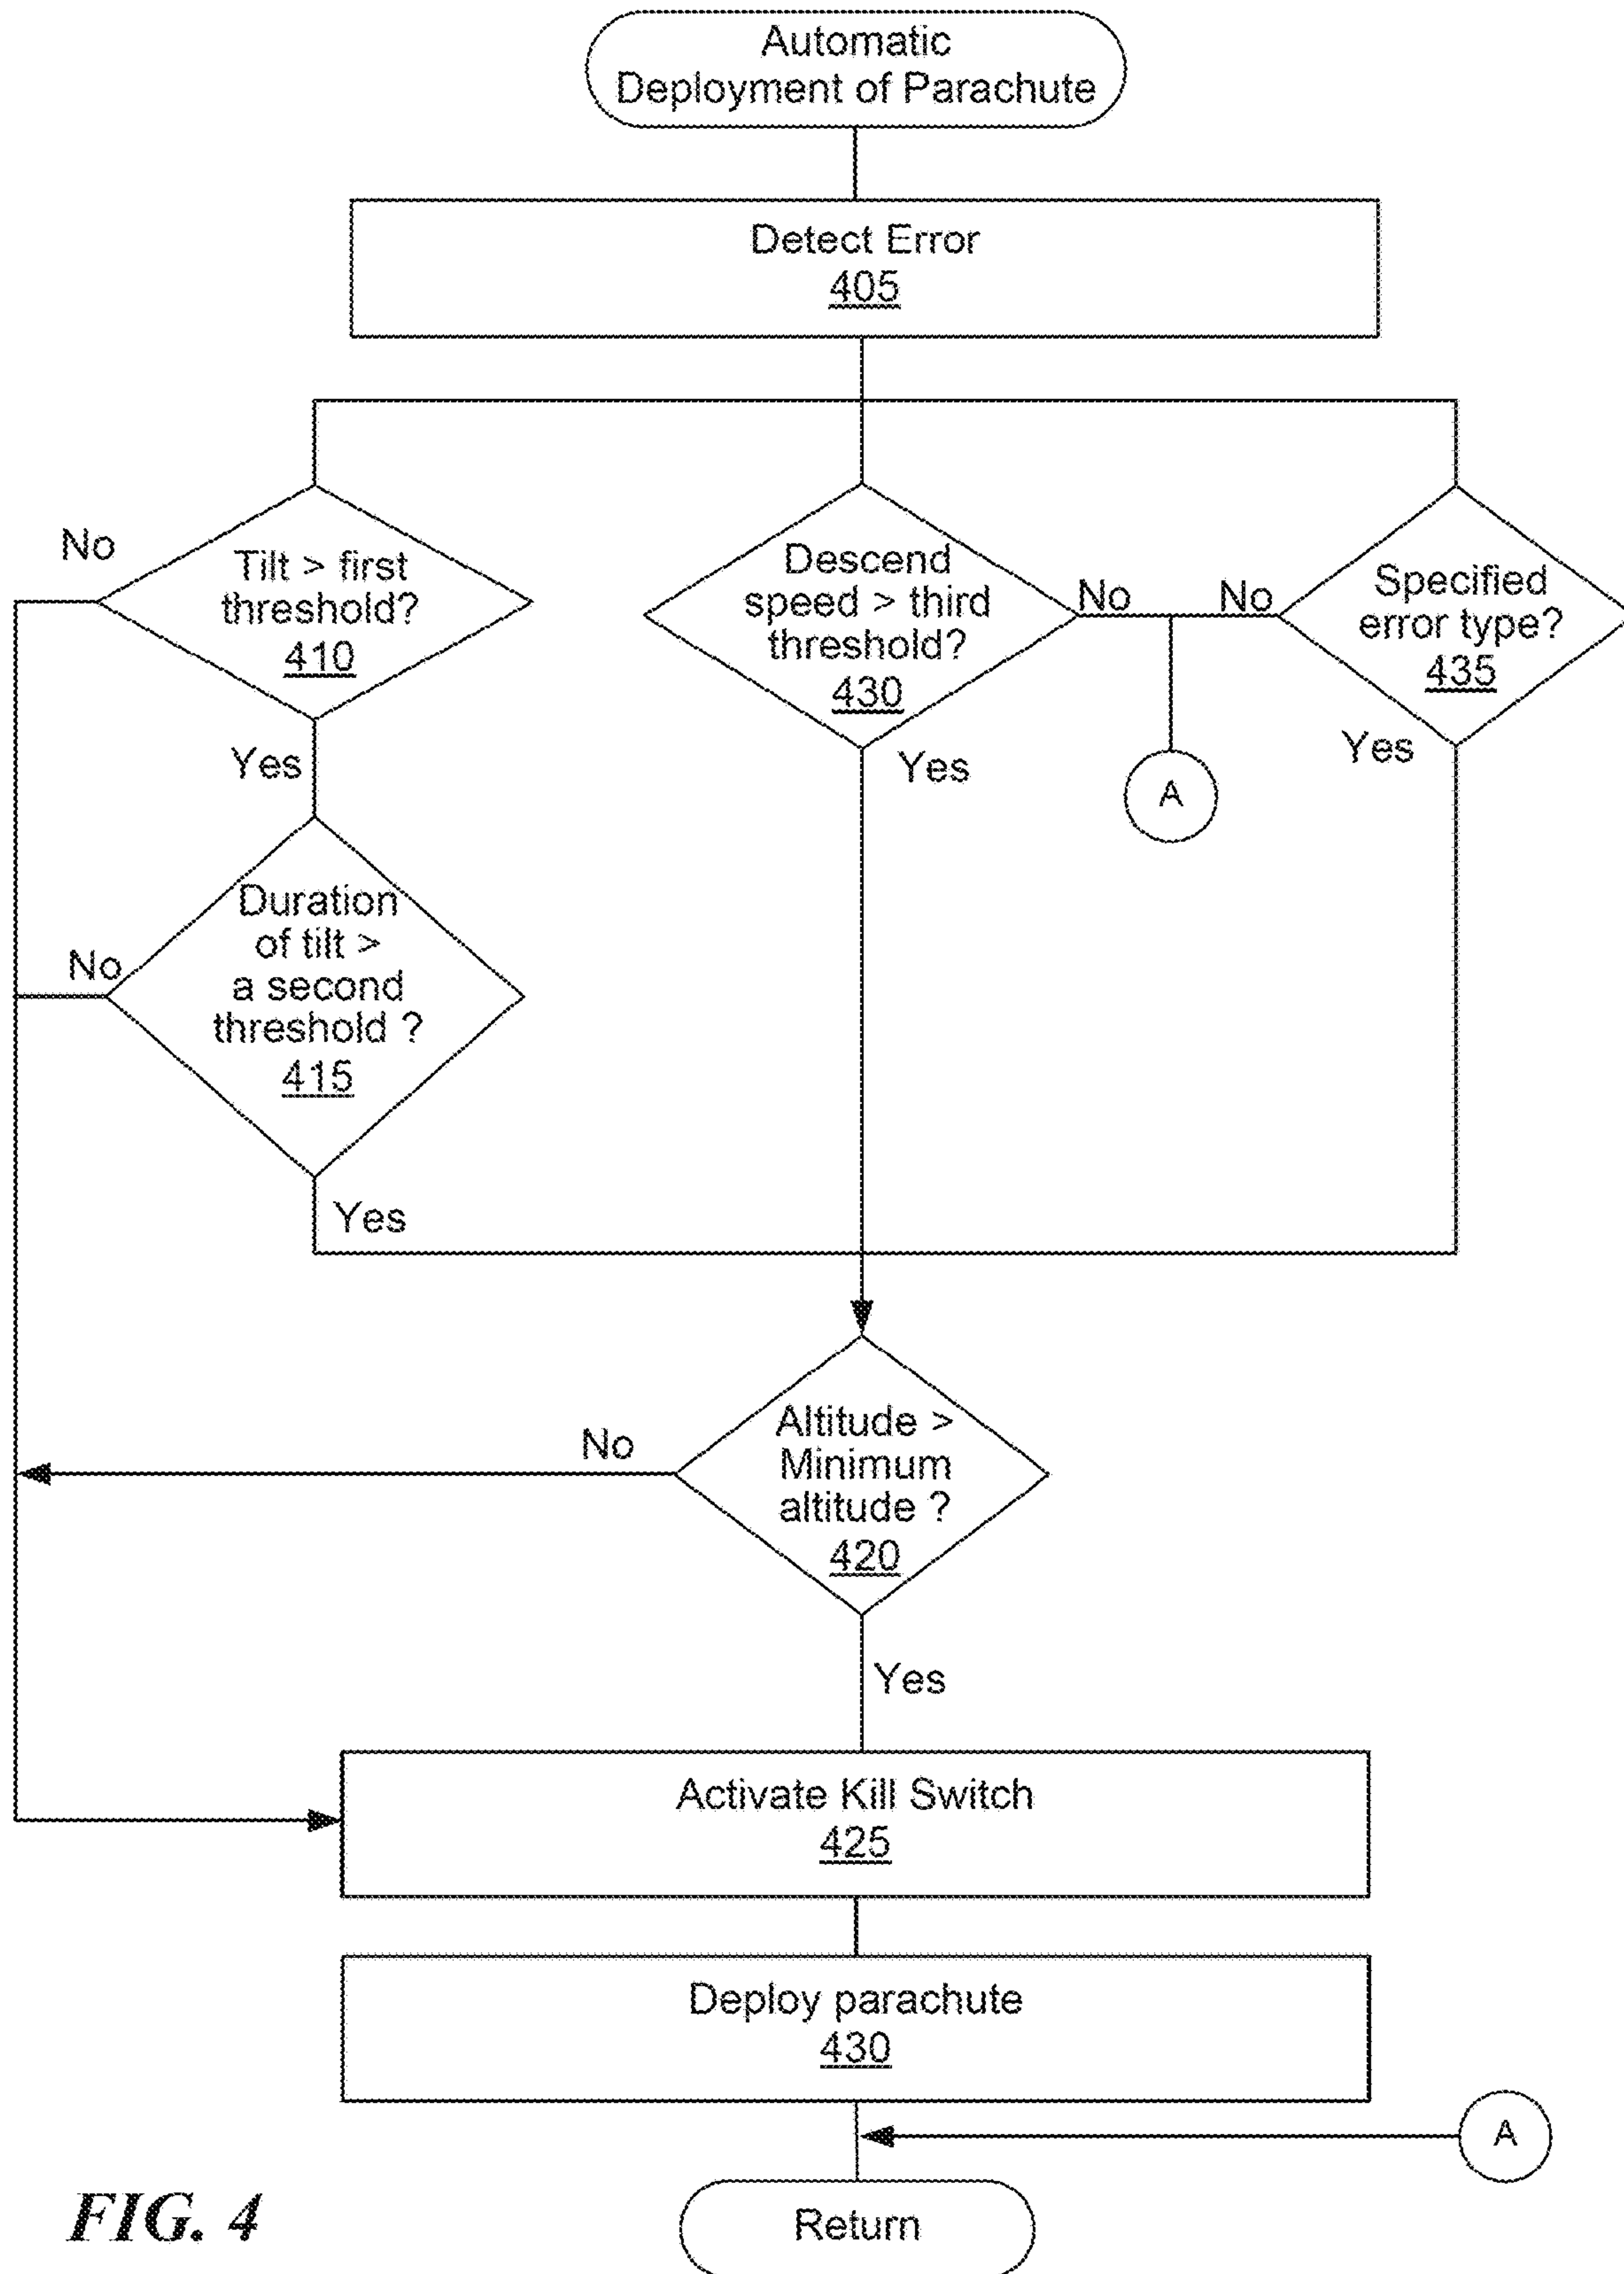 Automatic
Deployment of Parachute
Detect Error
405
No
Tilt > first
threshold?
410
Yes
Descend
speed > third
threshold?
430
No
Yes
No
Specified
error type?
435
Yes
A
Duration
of tilt >
a second
threshold ?
415
No
Yes
Altitude >
Minimum
altitude ?
420
No
Yes
Activate Kill Switch
425
Deploy parachute
430
A
Return
FIG. 4